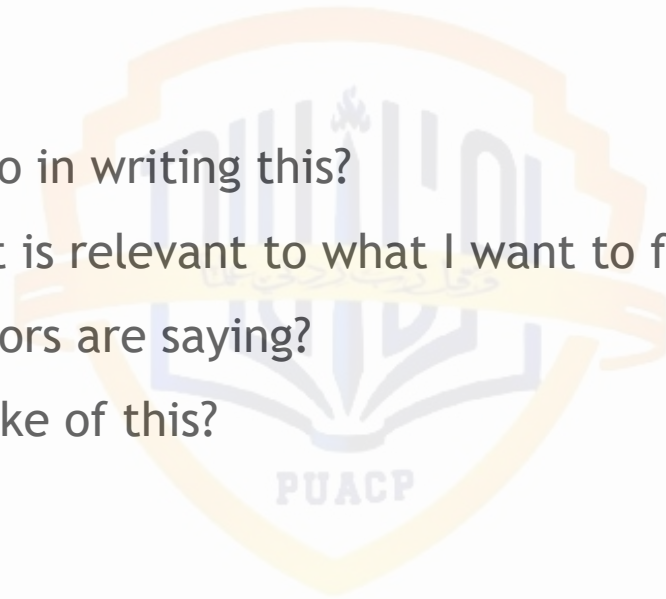 o in writing this?
t is relevant to what I want to f
ors are saying?
ke of this?
PUACP